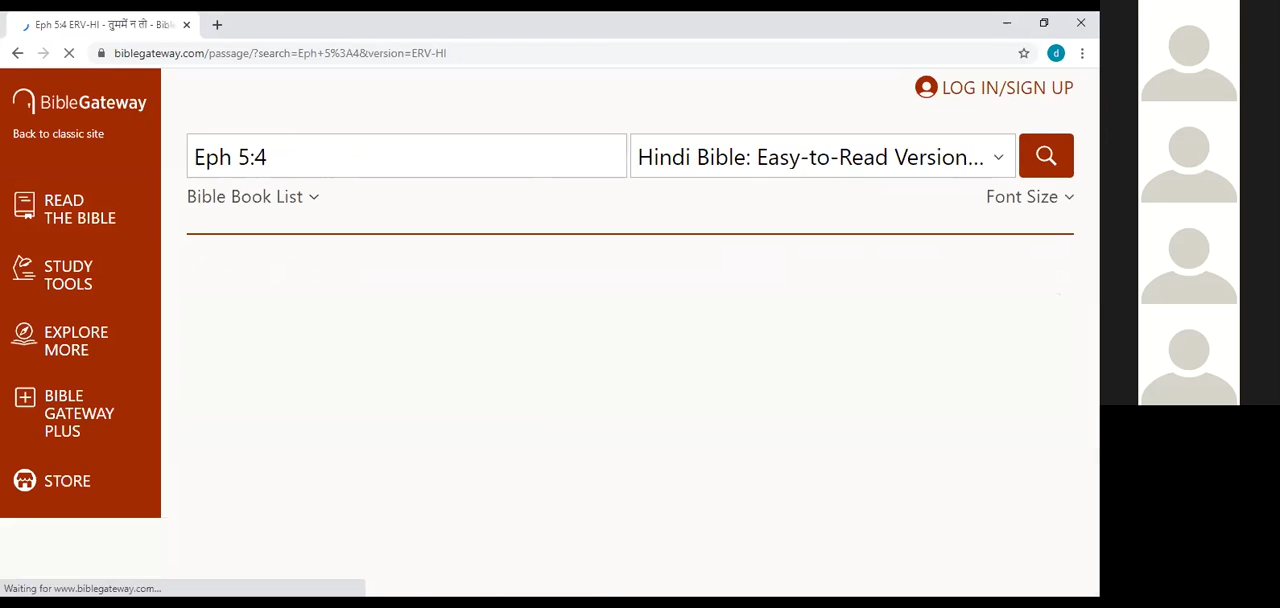 Eph 5:4 ERV-HI - तुममें न तो - Bible
biblegateway.com/passage/?search=Eph+5%3A4&version=ERV-HI
d
BibleGateway
Back to classic site
READ
THE BIBLE
STUDY
TOOLS
EXPLORE
MORE
BIBLE
GATEWAY
PLUS
STORE
LOG IN/SIGN UP
Eph 5:4
Hindi Bible: Easy-to-Read Version...
Bible Book List
Font Size
Waiting for www.biblegateway.com...